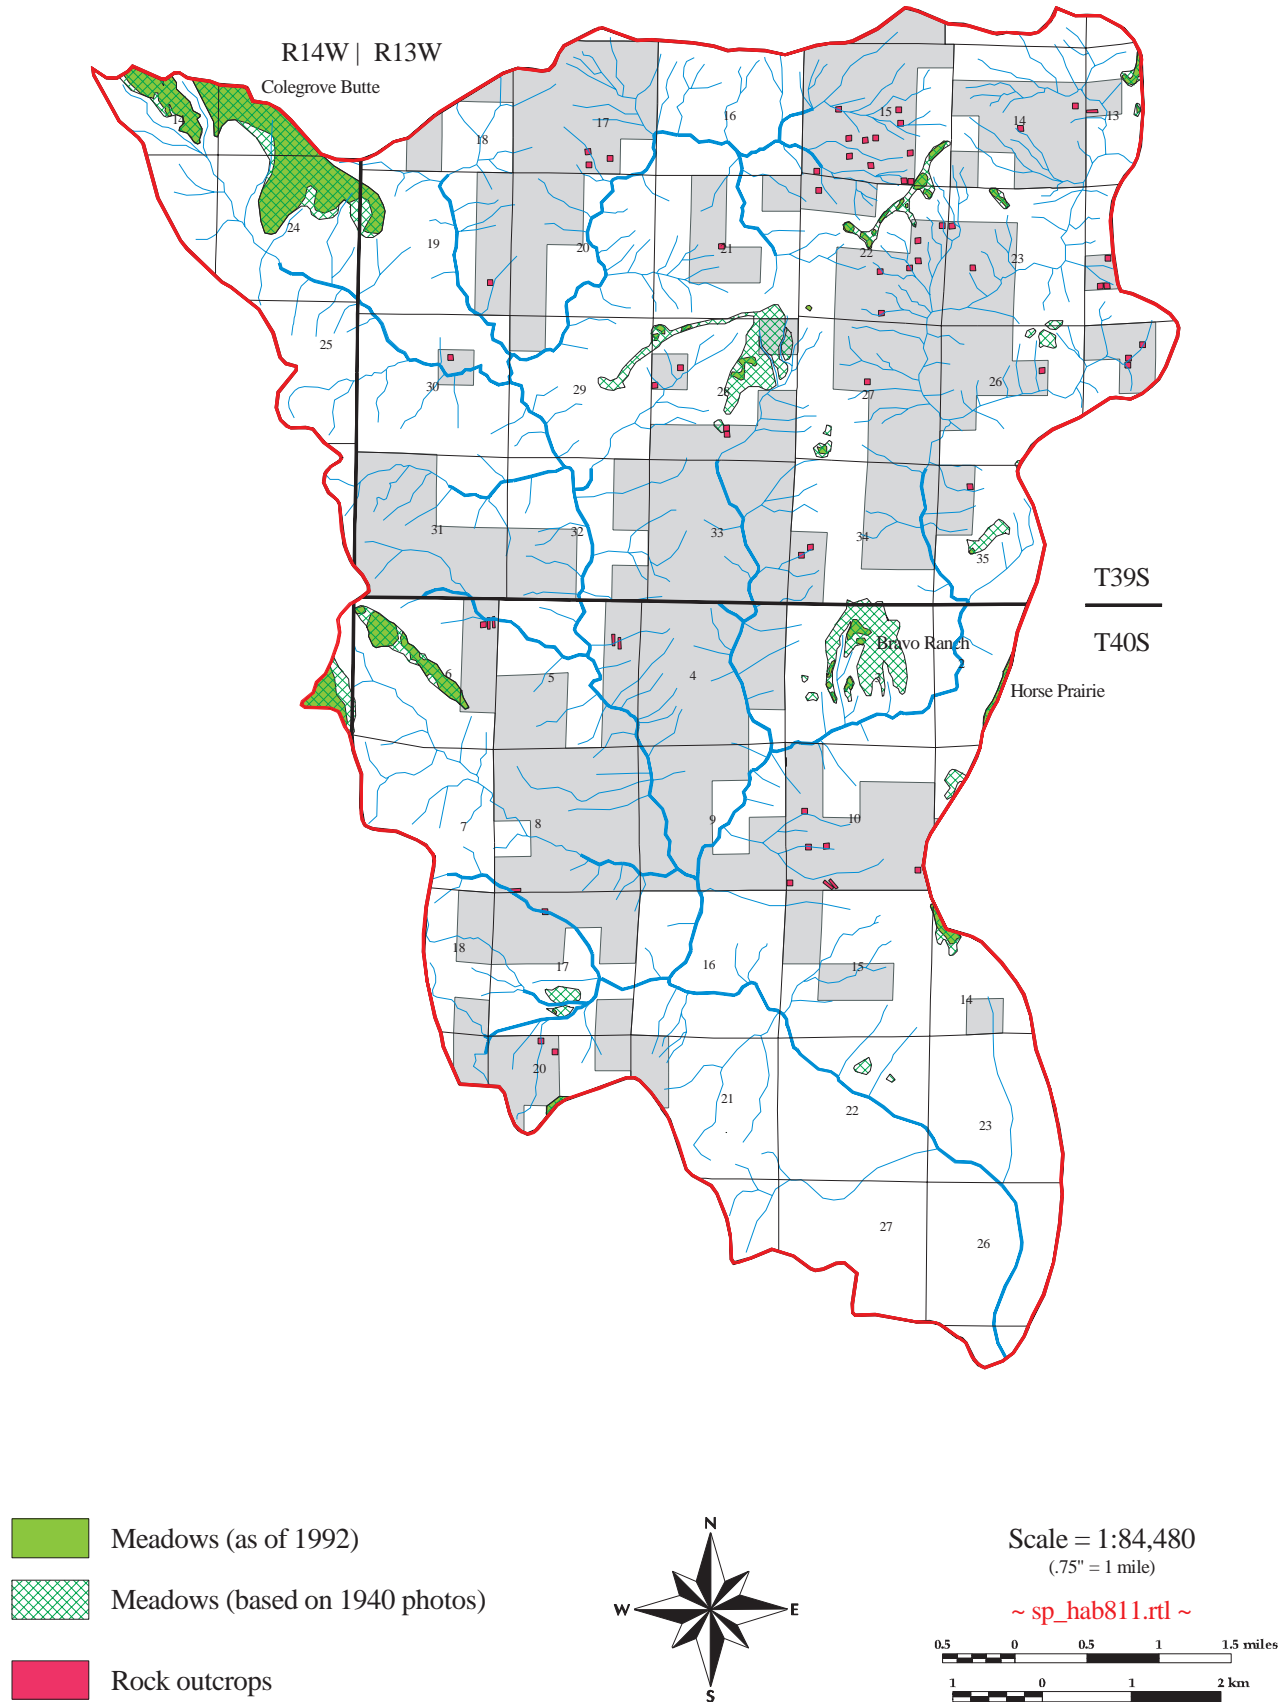 R14W | R13W
Colegrove Butte
14
18
17
16
15
14
13
24
19
20
21
22
23
25
30
29
28
27
26
31
32
33
34
35
T39S
T40S
Bravo Ranch
6
5
4
3
2
Horse Prairie
7
8
9
10
18
17
16
15
14
20
21
22
23
27
26
Meadows (as of 1992)
Meadows (based on 1940 photos)
Rock outcrops
N
W
E
S
Scale = 1:84,480
(.75" = 1 mile)
~ sp_hab811.rtl ~
0.5 0 0.5 1 1.5 miles
1 0 1 2 km